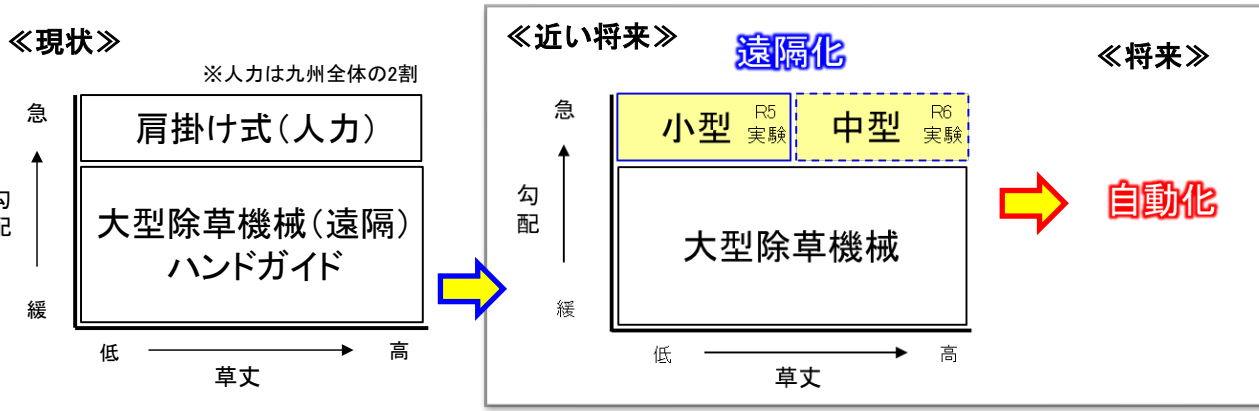 ≪現状≫
※人力は九州全体の2割
急
肩掛け式(人力)
勾
配
大型除草機械(遠隔)
ハンドガイド
緩
低
高
草丈
≪近い将来≫
遠隔化
≪将来≫
急
小型
R5
実験
中型
R6
実験
勾
配
大型除草機械
自動化
緩
低
高
草丈